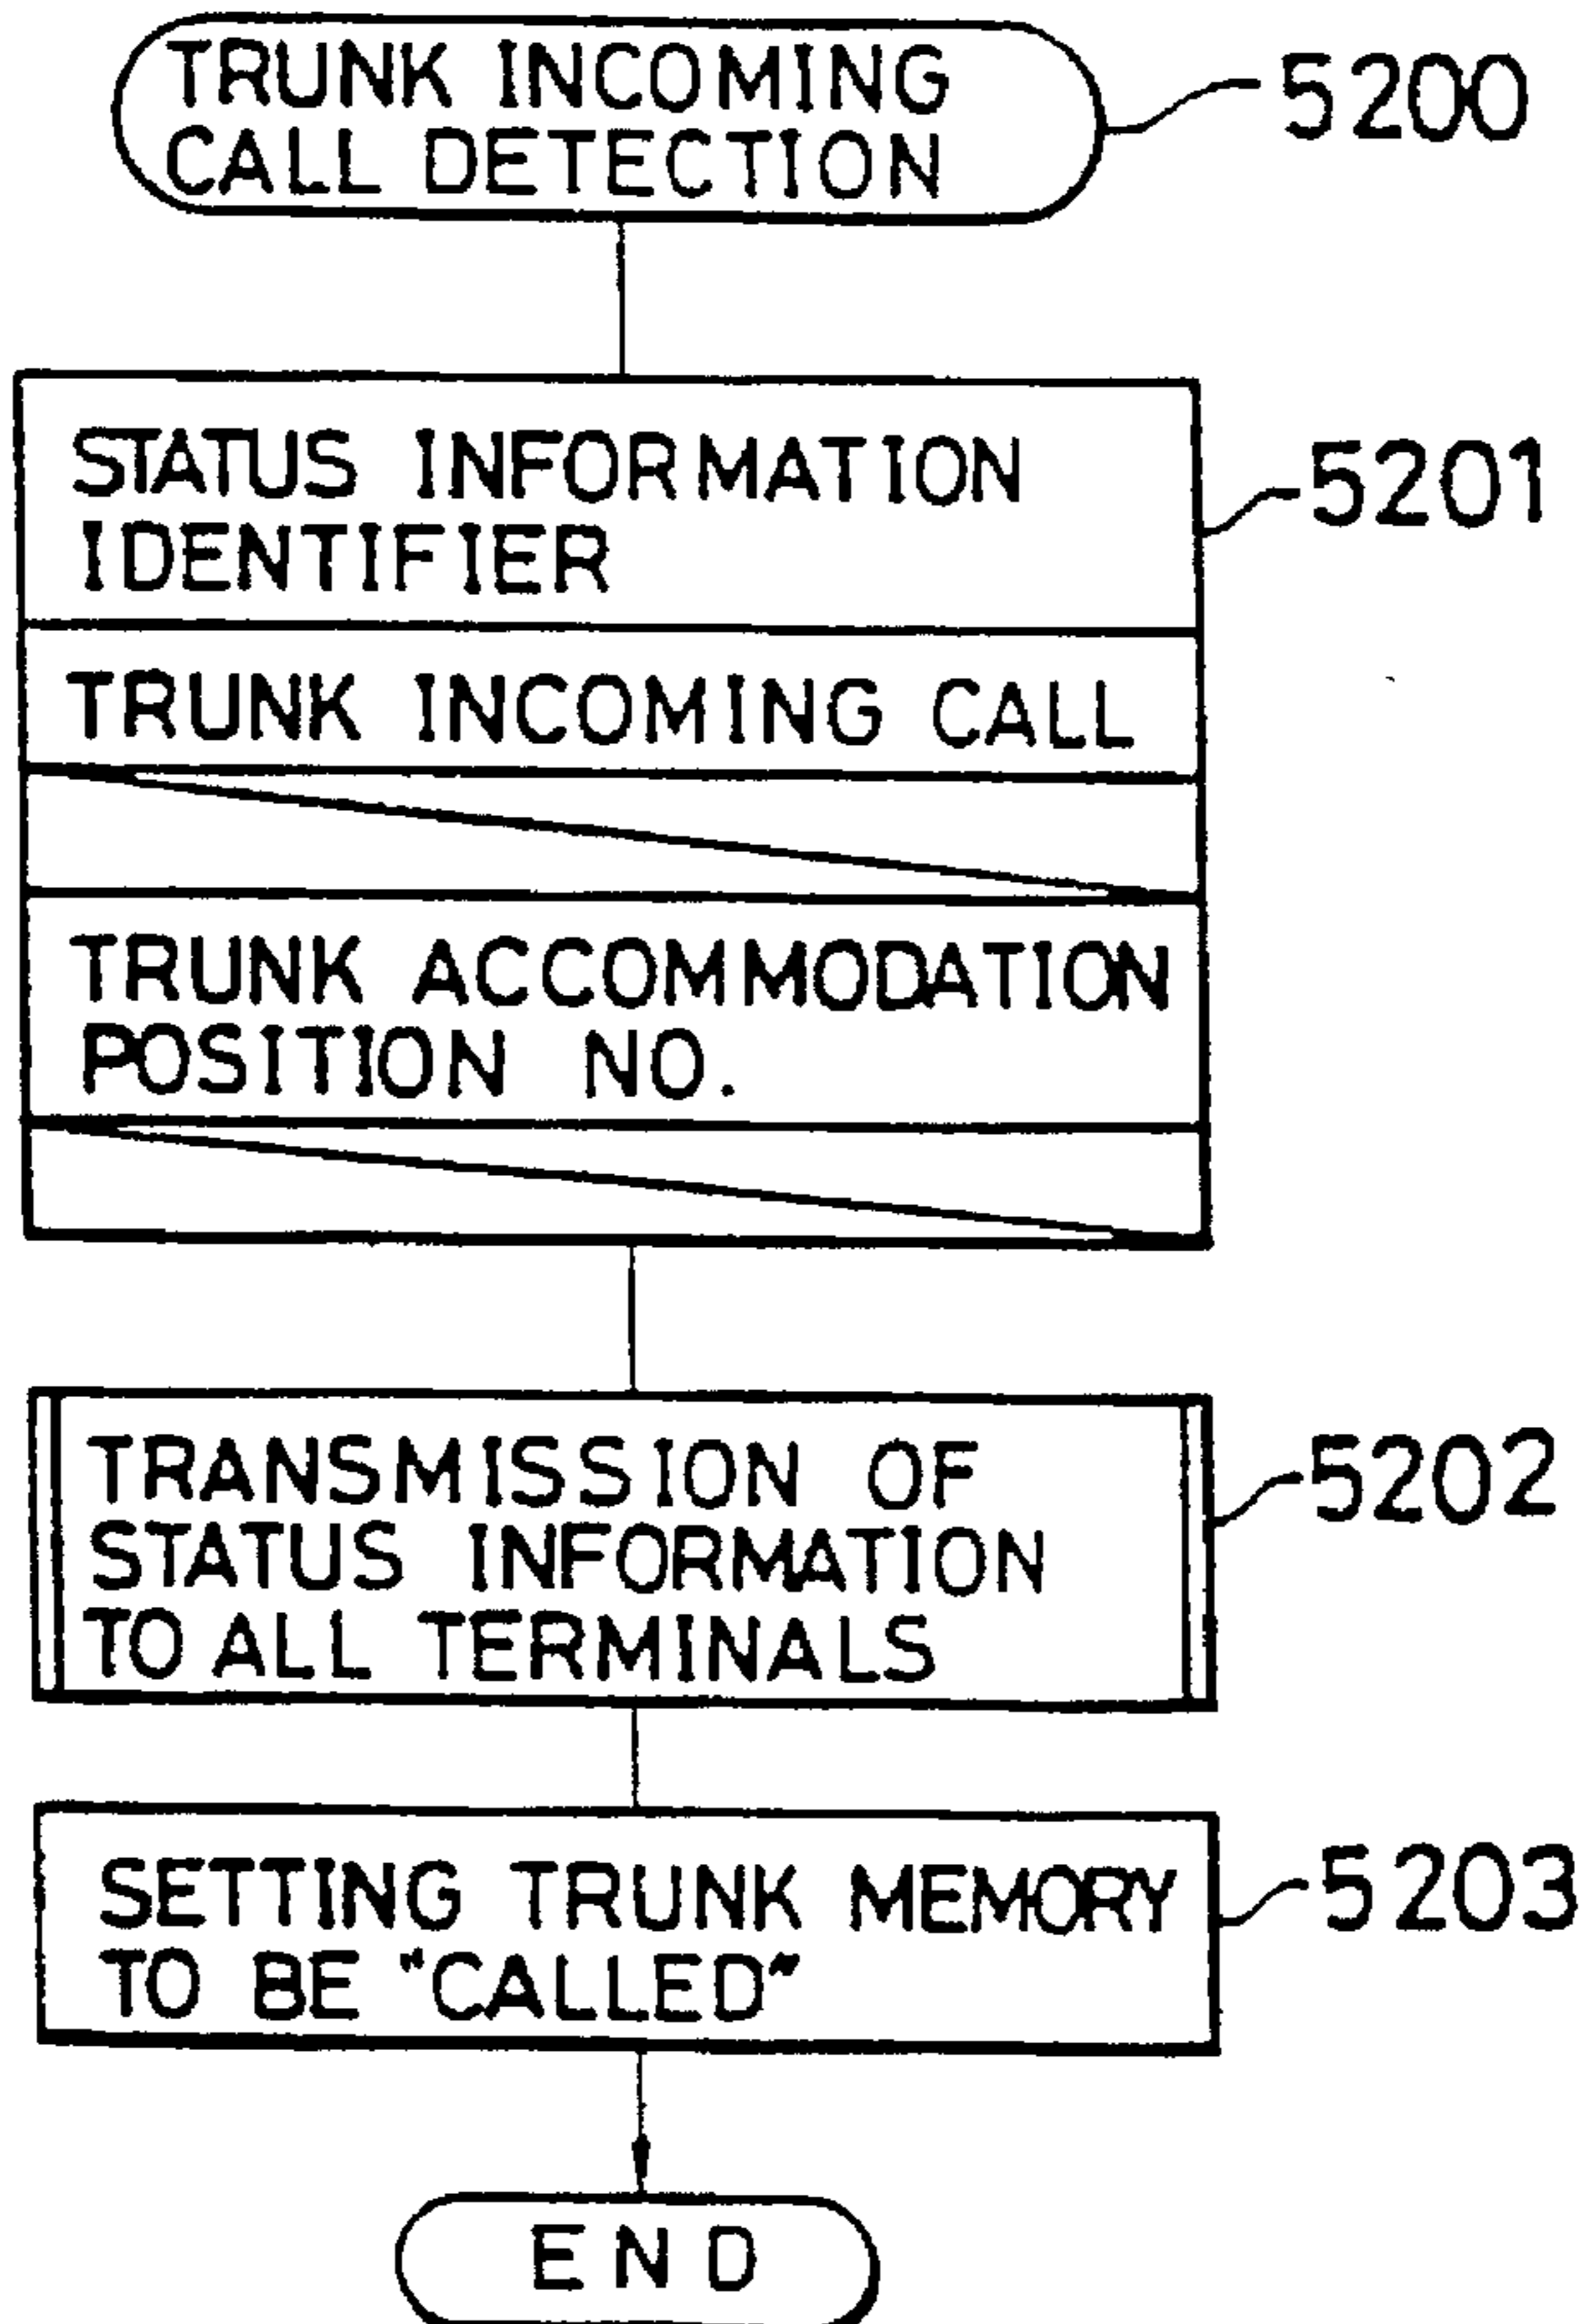 TRUNK INCOMING
CALL DETECTION
5200
STATUS INFORMATION
IDENTIFIER
5201
TRUNK INCOMING CALL
TRUNK ACCOMMODATION
POSITION NO.
TRANSMISSION OF
STATUS INFORMATION
TO ALL TERMINALS
5202
SETTING TRUNK MEMORY
TO BE "CALLED"
5203
END